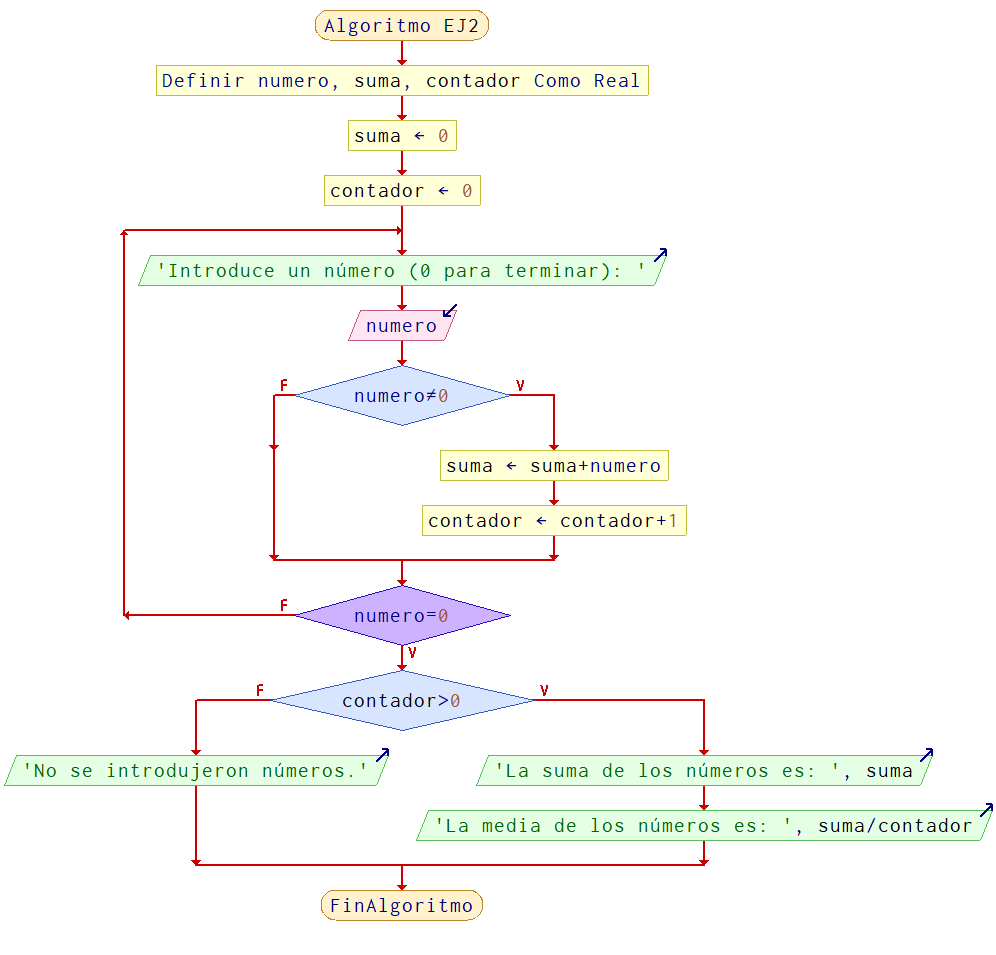 Algoritmo EJ2
Definir numero, suma, contador Como Real
suma ← 0
contador ← 0
'Introduce un número (0 para terminar): '
numero
F
V
numero≠0
suma ← suma+numero
contador ← contador+1
F
numero=0
V
F
V
contador>0
'No se introdujeron números.'
'La suma de los números es: ', suma
'La media de los números es: ', suma/contador
FinAlgoritmo